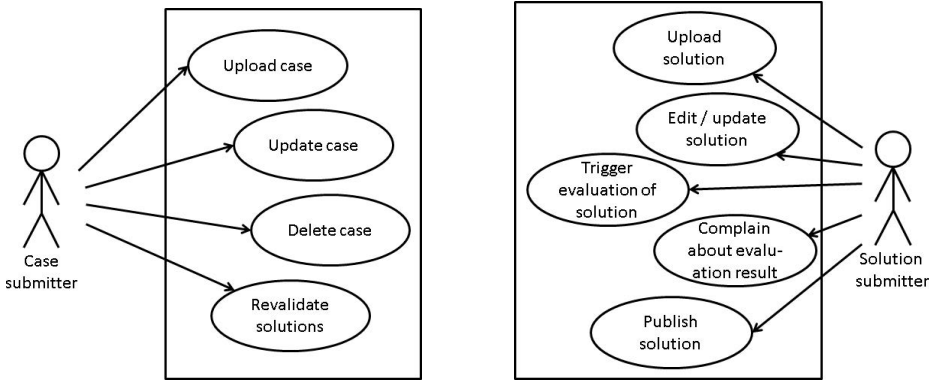 Upload case
Update case
Delete case
Revalidate
solutions
Case
submitter
Upload
solution
Edit / update
solution
Trigger
evaluation of
solution
Complain
about evalu-
ation result
Publish
solution
Solution
submitter